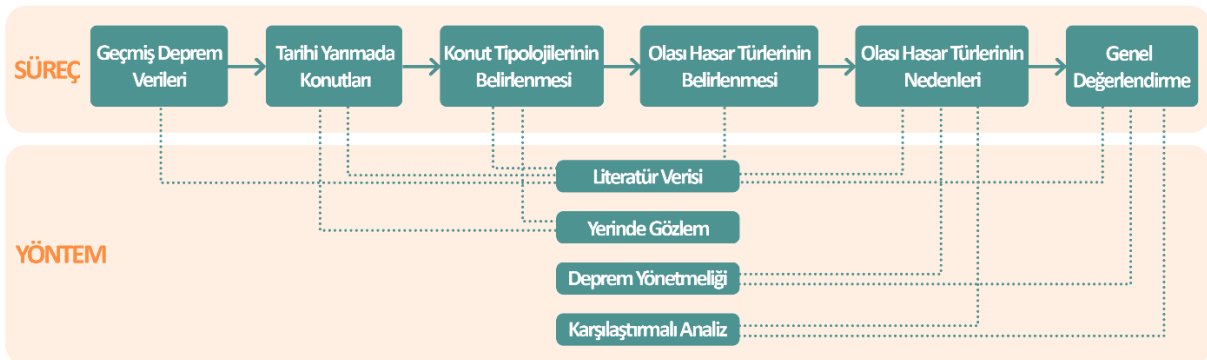 SÜREÇ
Geçmiş Deprem
Verileri
Tarihi Yarımada
Konutları
Konut Tipolojilerinin
Belirlenmesi
Olası Hasar Türlerinin
Belirlenmesi
Olası Hasar Türlerinin
Nedenleri
Genel
Değerlendirme
YÖNTEM
Literatür Verisi
Yerinde Gözlem
Deprem Yönetmeliği
Karşılaştırmalı Analiz